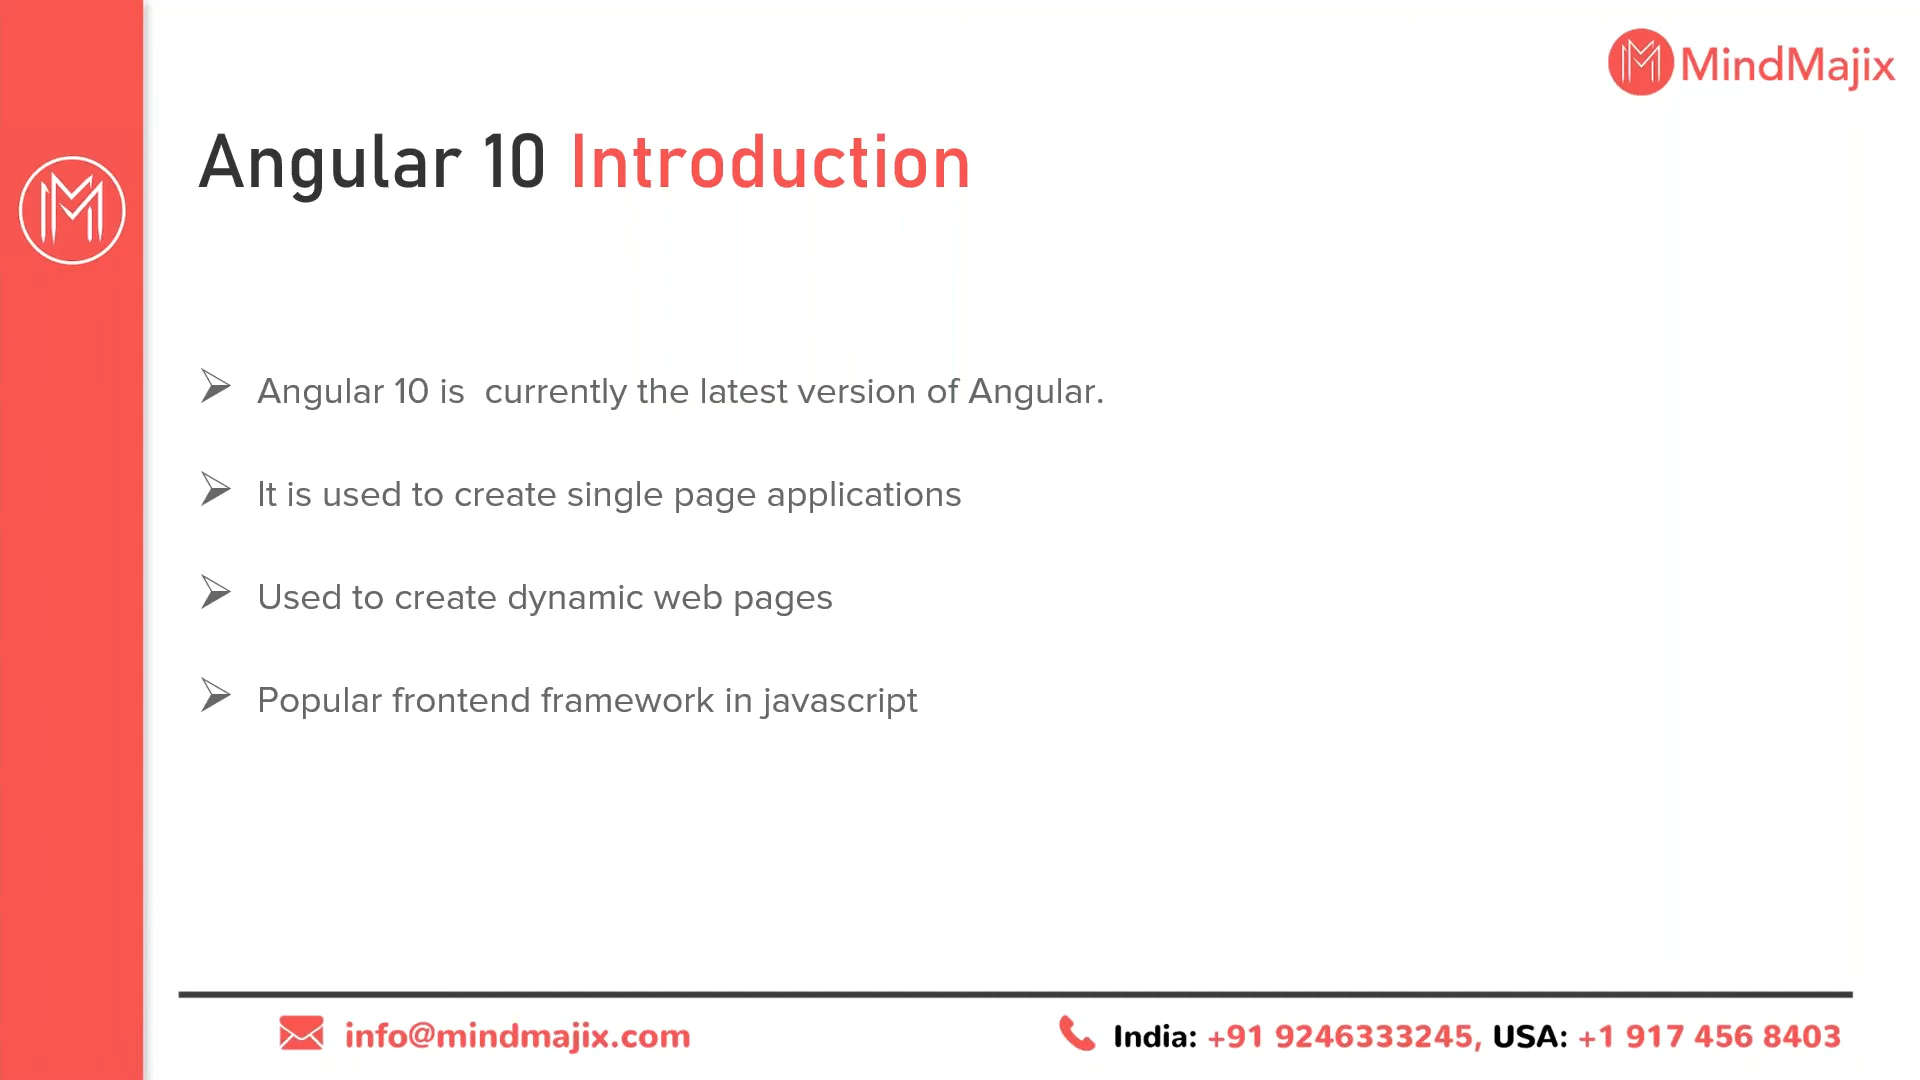 MindMajix
Angular 10 Introduction
Angular 10 is  currently the latest version of Angular.
It is used to create single page applications
Used to create dynamic web pages
Popular frontend framework in javascript
info@mindmajix.com
India: +91 9246333245, USA: +1 917 456 8403